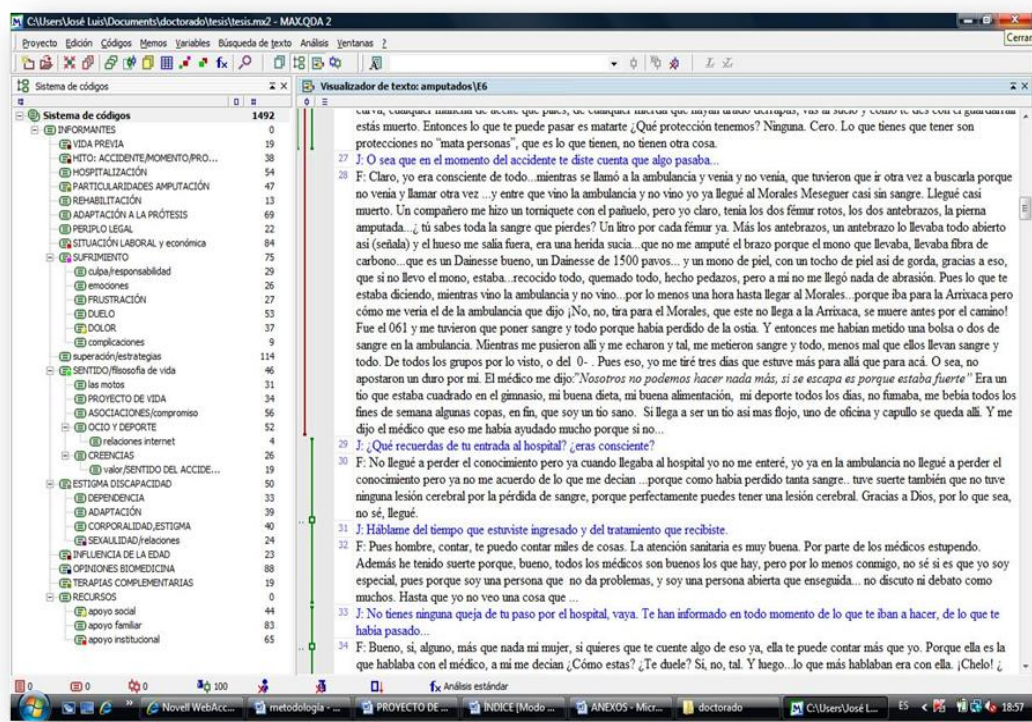 C:\Users\José Luis\Documents\doctorado\tesis\tesis.mx2 - MAX.QDA 2
Cerrar
Proyecto Edición Códigos Memos Variables Búsqueda de texto Análisis Ventanas ?
Sistema de códigos
Visualizador de texto: amputados\E6
Sistema de códigos 1492
INFORMANTES 0
VIDA PREVIA 19
HITO: ACCIDENTE/MOMENTO/PRO... 38
HOSPITALIZACIÓN 54
PARTICULARIDADES AMPUTACIÓN 47
REHABILITACIÓN 13
ADAPTACIÓN A LA PRÓTESIS 69
PERIPLO LEGAL 22
SITUACIÓN LABORAL y económica 84
SUFRIMIENTO 75
culpa/responsabilidad 29
emociones 26
FRUSTRACIÓN 27
DUELO 53
DOLOR 37
complicaciones 9
superación/estrategias 114
SENTIDO/filsosofia de vida 46
las motos 31
PROYECTO DE VIDA 34
ASOCIACIONES/compromiso 56
OCIO Y DEPORTE 52
relaciones internet 4
CREENCIAS 26
valor/SENTIDO DEL ACCIDE... 19
ESTIGMA DISCAPACIDAD 50
DEPENDENCIA 33
ADAPTACIÓN 39
CORPORALIDAD,ESTIGMA 40
SEXAULIDAD/relaciones 24
INFLUENCIA DE LA EDAD 23
OPINIONES BIOMEDICINA 88
TERAPIAS COMPLEMENTARIAS 19
RECURSOS 0
apoyo social 44
apoyo familiar 83
apoyo institucional 65
estás muerto. Entonces lo que te puede pasar es matarte ¿Qué protección tenemos? Ninguna. Cero. Lo que tienes que tener son
protecciones no "mata personas", que es lo que tienen, no tienen otra cosa.
27 J: O sea que en el momento del accidente te diste cuenta que algo pasaba...
28 F: Claro, yo era consciente de todo...mientras se llamó a la ambulancia y venia y no venia, que tuvieron que ir otra vez a buscarla porque
no venia y llamar otra vez ...y entre que vino la ambulancia y no vino yo ya llegué al Morales Meseguer casi sin sangre. Llegué casi
muerto. Un compañero me hizo un torniquete con el pañuelo, pero yo claro, tenía los dos fémur rotos, los dos antebrazos, la pierna
amputada...¿ tú sabes toda la sangre que pierdes? Un litro por cada fémur ya. Más los antebrazos, un antebrazo lo llevaba todo abierto
asi (señala) y el hueso me salia fuera, era una herida sucia...que no me amputé el brazo porque el mono que llevaba, llevaba fibra de
carbono...que es un Dainesse bueno, un Dainesse de 1500 pavos... y un mono de piel, con un tocho de piel asi de gorda, gracias a eso,
que si no llevo el mono, estaba...recocido todo, quemado todo, hecho pedazos, pero a mi no me llegó nada de abrasión. Pues lo que te
estaba diciendo, mientras vino la ambulancia y no vino...por lo menos una hora hasta llegar al Morales...porque iba para la Arrixaca pero
cómo me veria el de la ambulancia que dijo ¡No, no, tira para el Morales, que este no llega a la Arrixaca, se muere antes por el camino!
Fue el 061 y me tuvieron que poner sangre y todo porque habia perdido de la ostia. Y entonces me habian metido una bolsa o dos de
sangre en la ambulancia. Mientras me pusieron alli y me echaron y tal, me metieron sangre y todo, menos mal que ellos llevan sangre y
todo. De todos los grupos por lo visto, o del 0- . Pues eso, yo me tiré tres dias que estuve más para allá que para acá. O sea, no
apostaron un duro por mi. El médico me dijo:"Nosotros no podemos hacer nada más, si se escapa es porque estaba fuerte" Era un
tio que estaba cuadrado en el gimnasio, mi buena dieta, mi buena alimentación, mi deporte todos los dias, no fumaba, me bebia todos los
fines de semana algunas copas, en fin, que soy un tio sano. Si llega a ser un tio asi mas flojo, uno de oficina y capullo se queda alli. Y me
dijo el médico que eso me habia ayudado mucho porque si no...
29 J: ¿Qué recuerdas de tu entrada al hospital? ¿eras consciente?
30 F: No llegué a perder el conocimiento pero ya cuando llegaba al hospital yo no me enteré, yo ya en la ambulancia no llegué a perder el
conocimiento pero ya no me acuerdo de lo que me decian ...porque como habia perdido tanta sangre.. tuve suerte también que no tuve
ninguna lesión cerebral por la pérdida de sangre, porque perfectamente puedes tener una lesión cerebral. Gracias a Dios, por lo que sea,
no sé, llegué.
31 J: Háblame del tiempo que estuviste ingresado y del tratamiento que recibiste.
32 F: Pues hombre, contar, te puedo contar miles de cosas. La atención sanitaria es muy buena. Por parte de los médicos estupendo.
Además he tenido suerte porque, bueno, todos los médicos son buenos los que hay, pero por lo menos conmigo, no sé si es que yo soy
especial, pues porque soy una persona que no da problemas, y soy una persona abierta que enseguida... no discuto ni debato como
muchos. Hasta que yo no veo una cosa que ...
33 J: No tienes ninguna queja de tu paso por el hospital, vaya. Te han informado en todo momento de lo que te iban a hacer, de lo que te
habia pasado...
34 F: Bueno, si, alguno, más que nada mi mujer, si quieres que te cuente algo de eso ya, ella te puede contar más que yo. Porque ella es la
que hablaba con el médico, a mi me decian ¿Cómo estas? ¿Te duele? Si, no, tal. Y luego...lo que más hablaban era con ella. ¡Chelo! ¿
0 0 0 100 fx Análisis estándar
Novell WebAcc... metodología - ... PROYECTO DE ... ÍNDICE [Modo ... ANEXOS - Micr... doctorado C:\Users\José L... ES 18:57